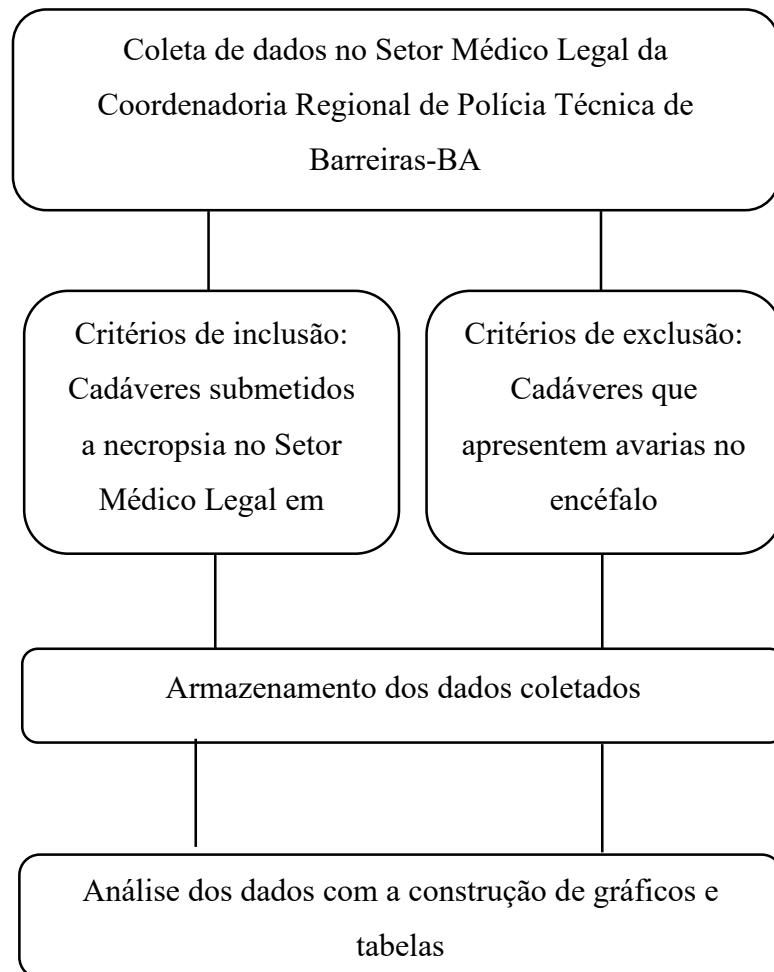 Coleta de dados no Setor Médico Legal da
Coordenadoria Regional de Polícia Técnica de
Barreiras-BA
Critérios de inclusão:
Cadáveres submetidos
a necropsia no Setor
Médico Legal em
Critérios de exclusão:
Cadáveres que
apresentem avarias no
encéfalo
Armazenamento dos dados coletados
Análise dos dados com a construção de gráficos e
tabelas